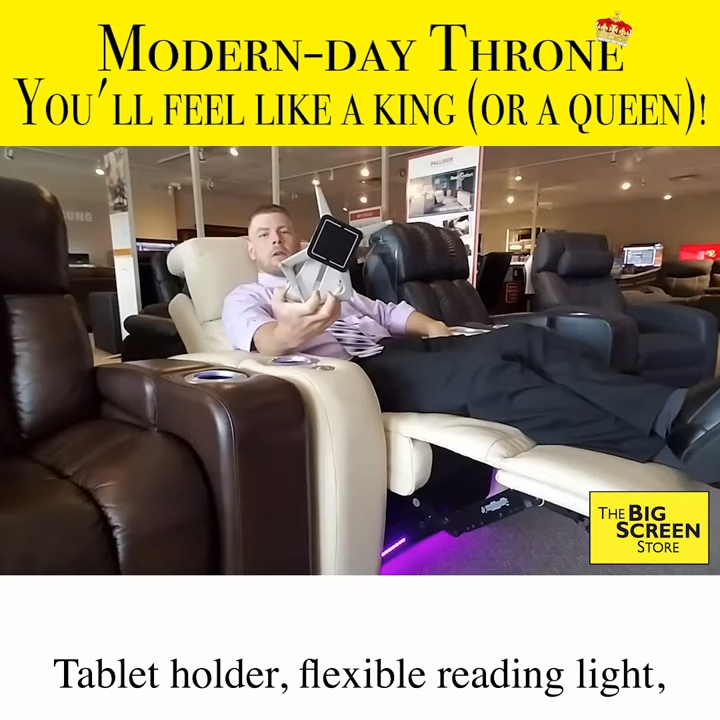 Modern-day Throne
You'll feel like a king (or a queen)!
PALLISER
The BIG
SCREEN
Store
Tablet holder, flexible reading light,